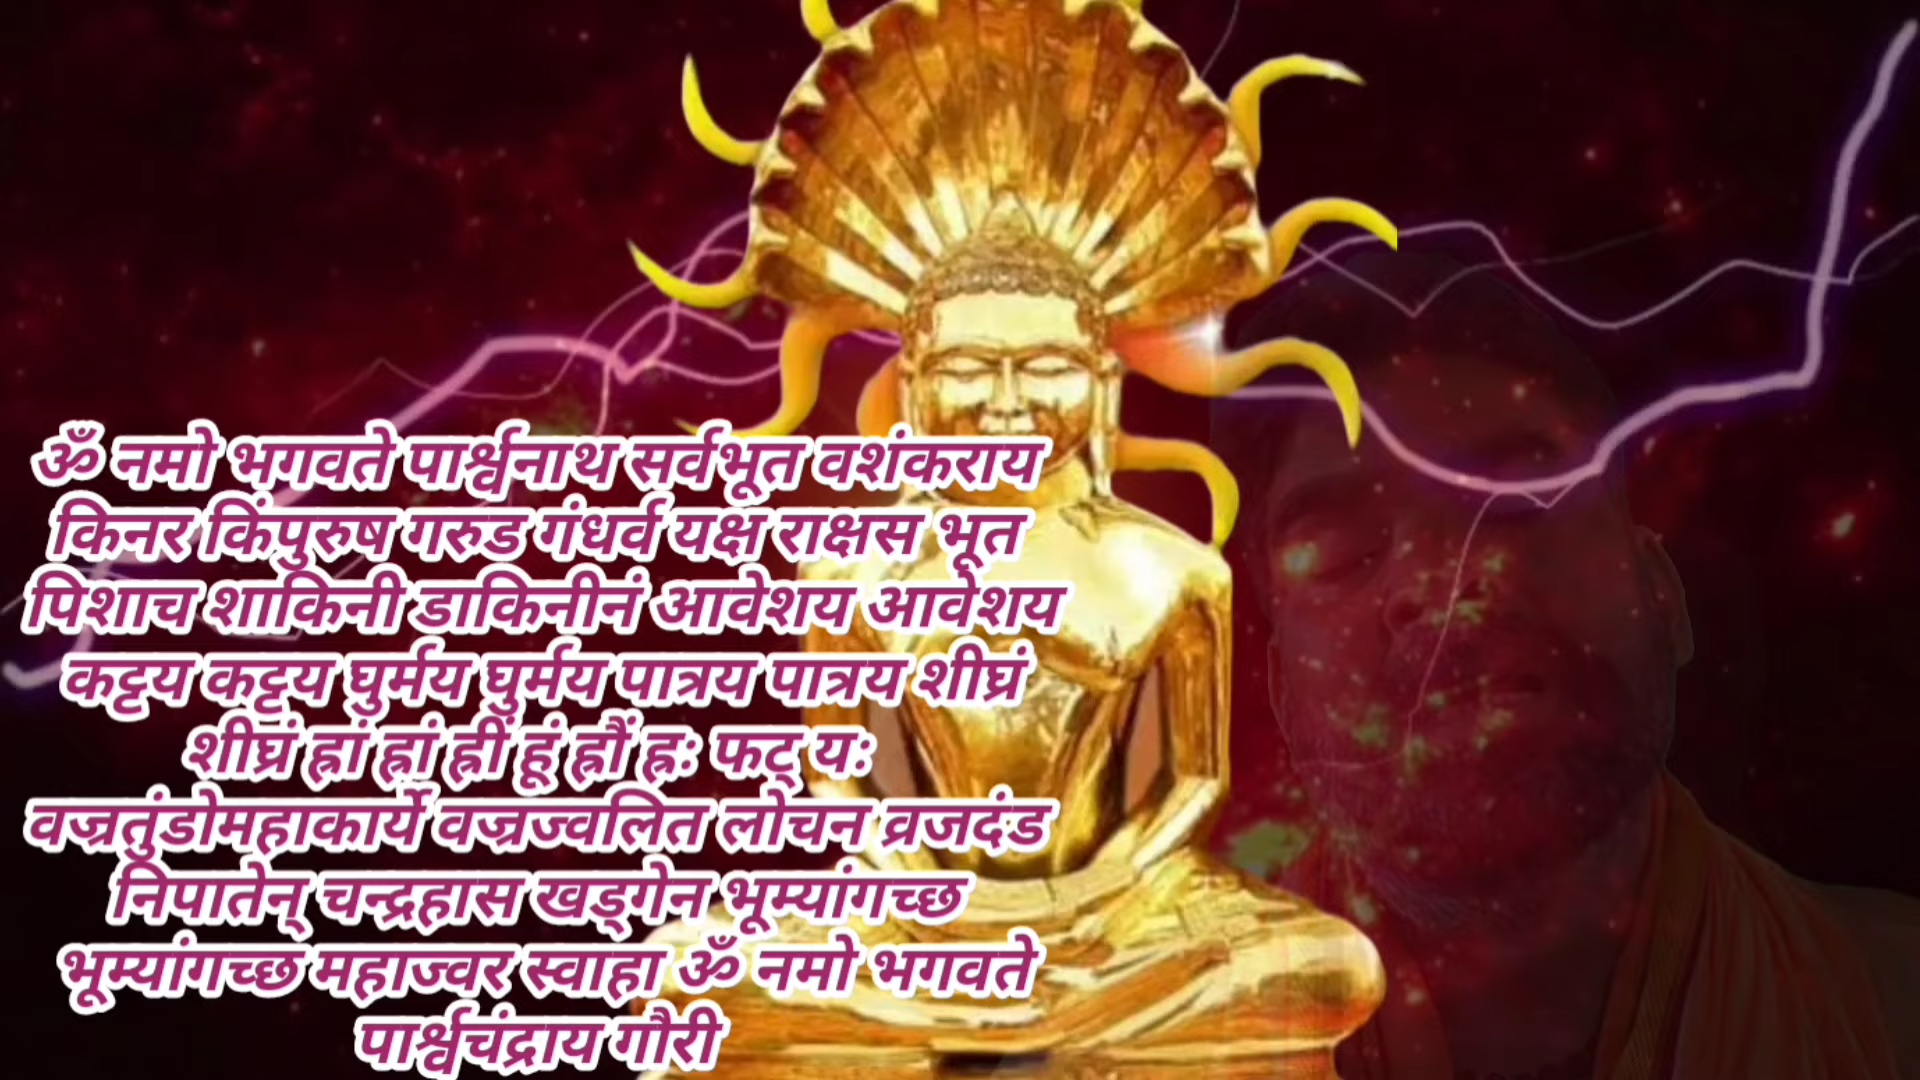 ॐ नमो भगवते पार्श्वनाथ सर्वभूत वशंकराय
किनर किंपुरुष गरुड गंधर्व यक्ष राक्षस भूत
पिशाच शाकिनी डाकिनीनं आवेशय आवेशय
कट्टय कट्टय घुर्मय घुर्मय पात्रय पात्रय शीघ्रं
शीघ्रं ह्रां ह्रां ह्रीं हूं ह्रौं ह्रः फट् यः
वज्रतुंडोमहाकार्ये वज्रज्वलित लोचन व्रजदंड
निपातेन् चन्द्रहास खड्गेन भूम्यांगच्छ
भूम्यांगच्छ महाज्वर स्वाहा ॐ नमो भगवते
पार्श्वचंद्राय गौरी